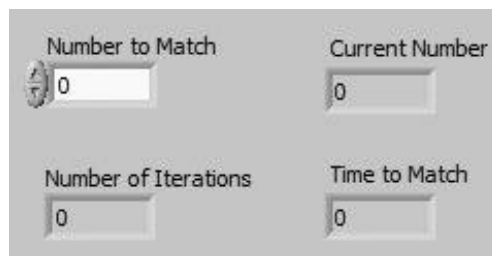 Number to Match
Current Number
0
0
Number of Iterations
Time to Match
0
0